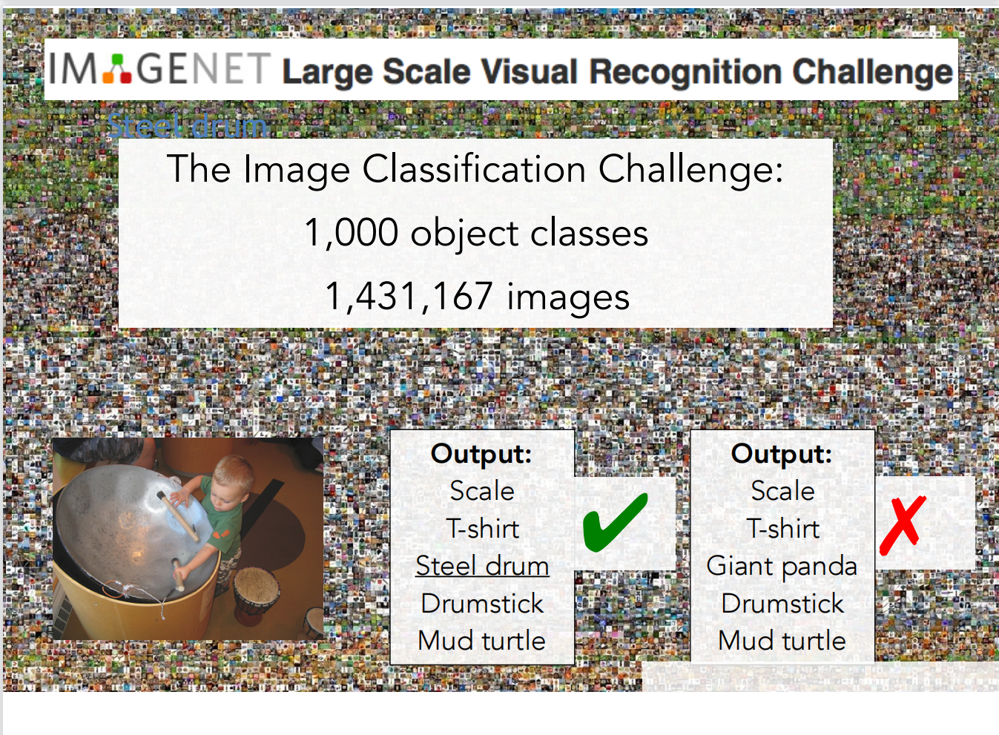 IMAGENET Large Scale Visual Recognition Challenge
Steel drum
The Image Classification Challenge:
1,000 object classes
1,431,167 images
Output:
Scale
T-shirt
Steel drum
Drumstick
Mud turtle
Output:
Scale
T-shirt
Giant panda
Drumstick
Mud turtle